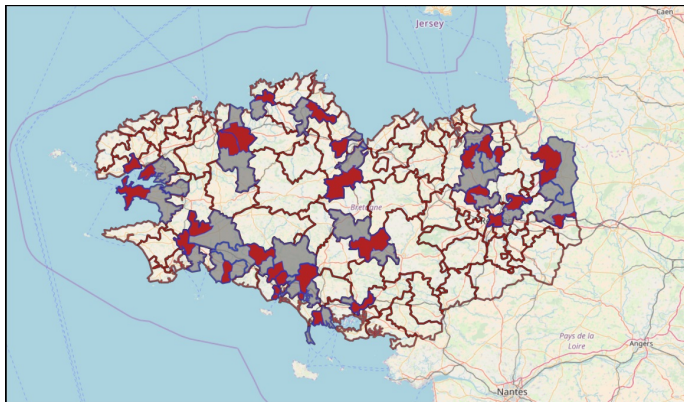 Jersey
Caen
Bretagne
Pays de la
Loire
Angers
Nantes